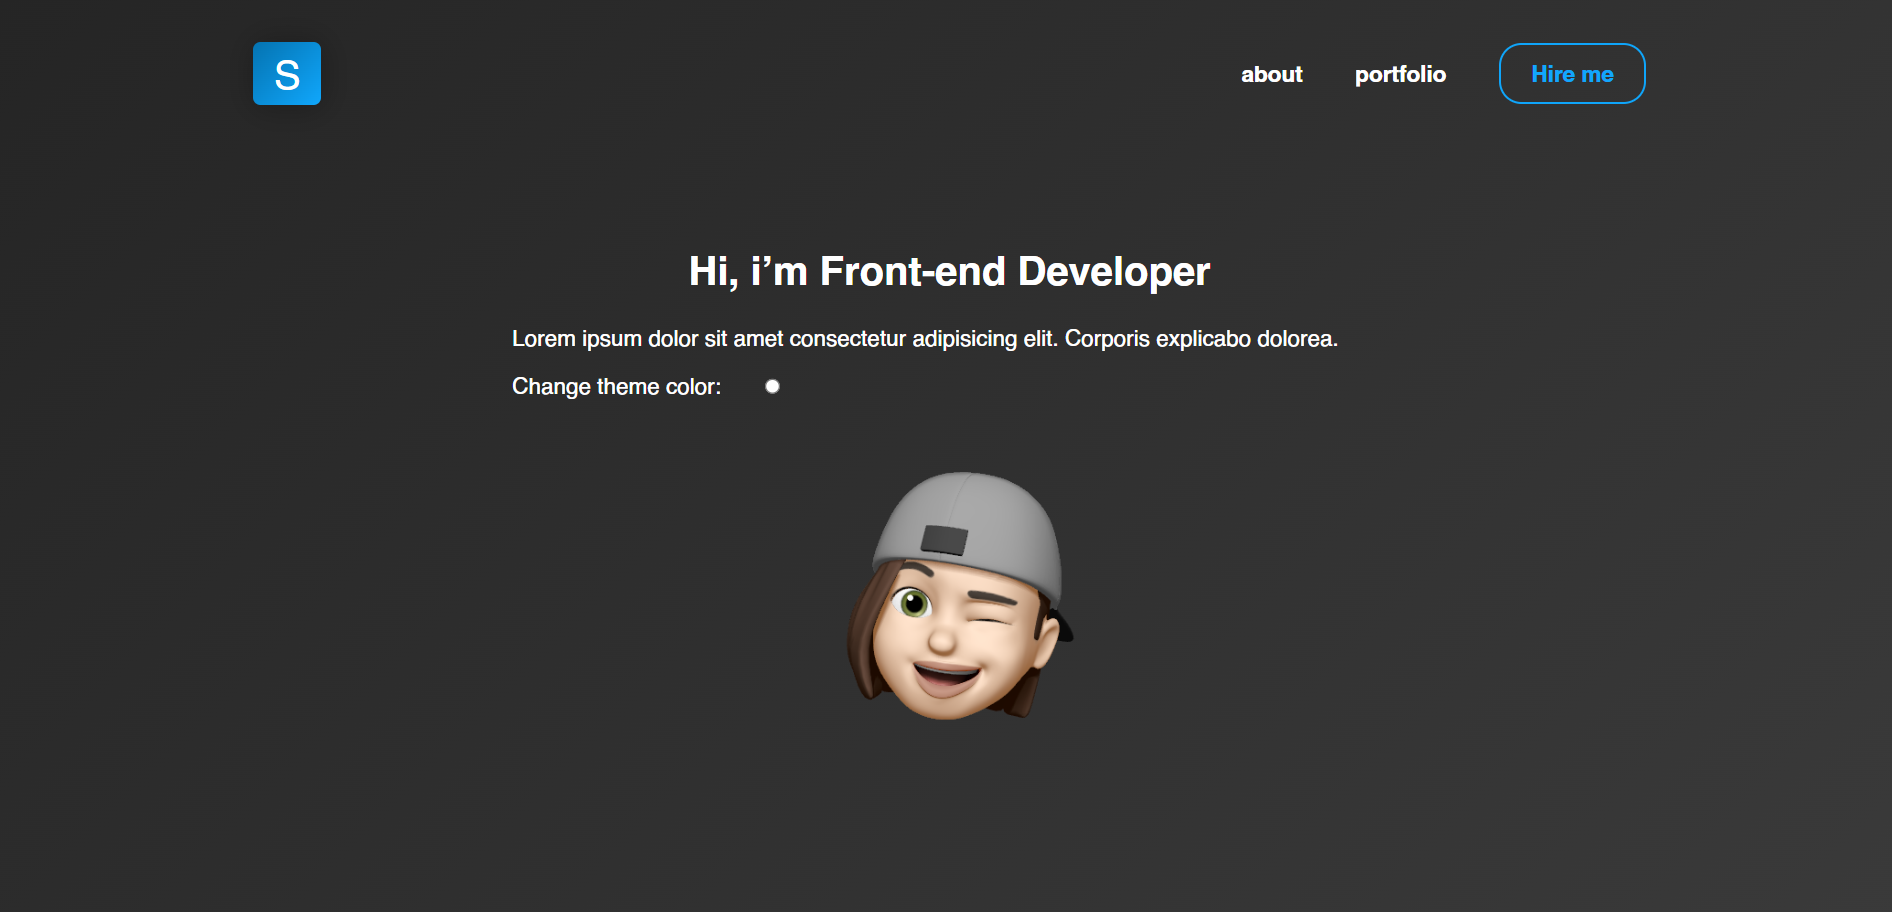 S
about portfolio Hire me
Hi, i’m Front-end Developer
Lorem ipsum dolor sit amet consectetur adipisicing elit. Corporis explicabo dolorea.
Change theme color: